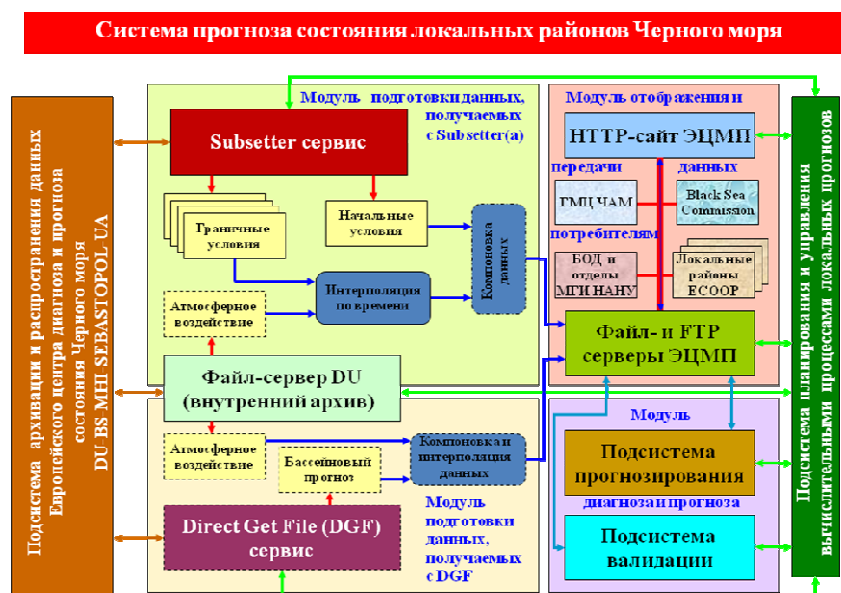 Система прогноза состояния локальных районов Черного моря
Подсистема архивации и распространения данных
Европейского центра диагноза и прогноза
состояния Черного моря
DU-BS-MHI-SEBASTOPOL-UA
Модуль подготовки данных,
получаемых
с Subsetter(а)
Subsetter сервис
Граничные
условия
Начальные
условия
Компоновка
данных
Интерполяция
по времени
Атмосферное
воздействие
Файл-сервер DU
(внутренний архив)
Атмосферное
воздействие
Бассейновый
прогноз
Компоновка и
интерполяция
данных
Direct Get File (DGF)
сервис
Модуль
подготовки
данных,
получаемых
с DGF
Модуль отображения и
HTTP-сайт ЭЦМП
передачи
данных
ГМЦ ЧАМ
Black Sea
Commission
потребителям
БОД и
отделы
МГИ НАНУ
Локальные
районы
ECOOP
Файл- и FTP
серверы ЭЦМП
Модуль
Подсистема
прогнозирования
диагноза и прогноза
Подсистема
валидации
Подсистема планирования и управления
вычислительными процессами локальных прогнозов